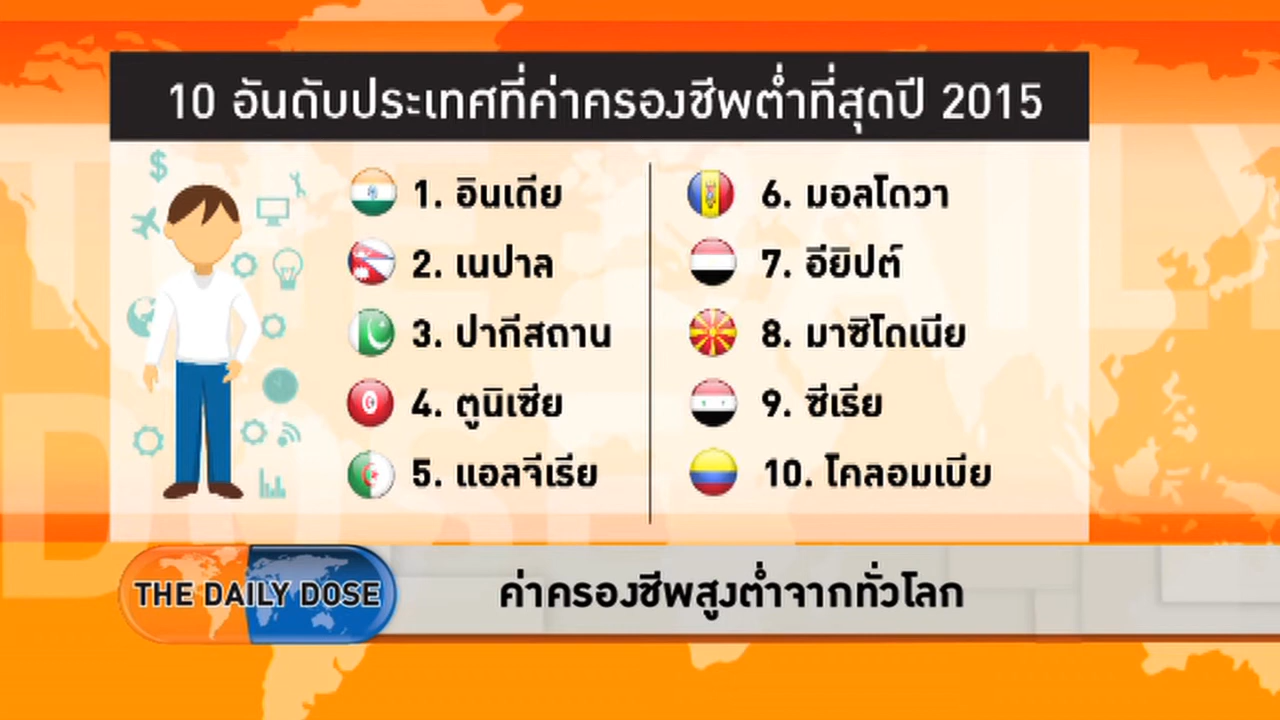 10 อันดับประเทศที่ค่าครองชีพต่ำที่สุดปี 2015
1. อินเดีย
2. เนปาล
3. ปากีสถาน
4. ตูนิเซีย
5. แอลจีเรีย
6. มอลโดวา
7. อียิปต์
8. มาซิโดเนีย
9. ซีเรีย
10. โคลอมเบีย
THE DAILY DOSE
ค่าครองชีพสูงต่ำจากทั่วโลก